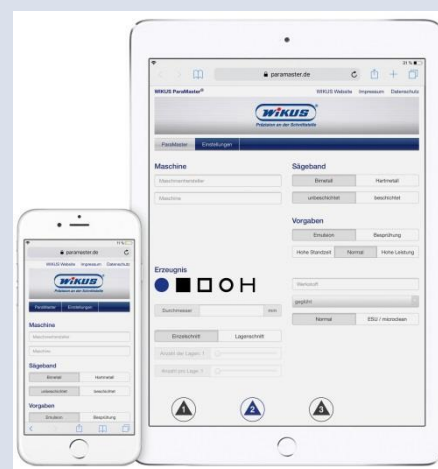 21 %
paramaster.de
WIKUS ParaMaster®
WIKUS Website Impressum Datenschutz
WIKUS
Präzision an der Schnittstelle
ParaMaster Einstellungen
Maschine
Maschinenhersteller
Maschine
Sägeband
Bimetall Hartmetall
unbeschichtet beschichtet
Vorgaben
Emulsion Besprühung
Hohe Standzeit Normal Hohe Leistung
Erzeugnis
Durchmesser mm
Einzelschnitt Lagenschnitt
Anzahl der Lagen: 1
Anzahl pro Lage: 1
Werkstoff
geglüht
Normal ESU / microclean
1 2 3
paramaster.de
WIKUS Website Impressum Datenschutz
WIKUS
Präzision an der Schnittstelle
ParaMaster Einstellungen
Maschine
Maschinenhersteller
Maschine
Sägeband
Bimetall Hartmetall
unbeschichtet beschichtet
Vorgaben
Emulsion Besprühung